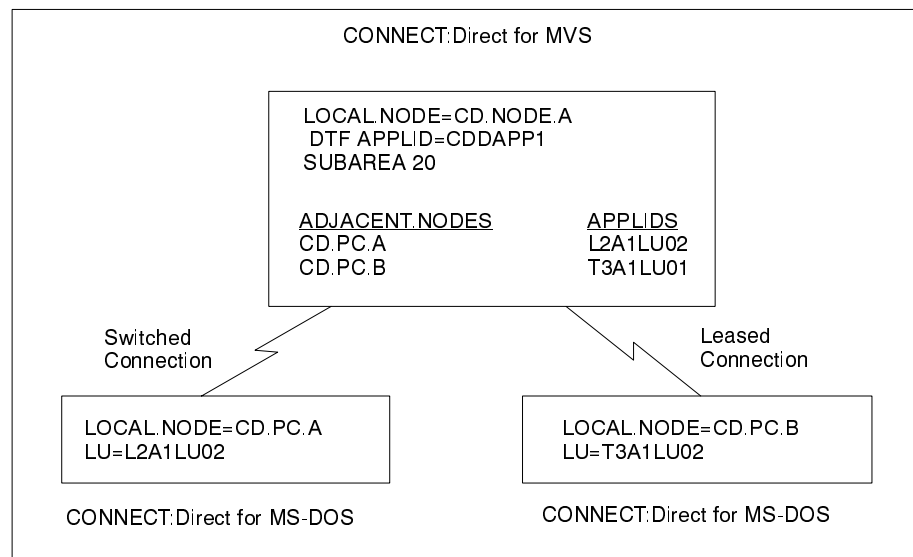 CONNECT:Direct for MVS
LOCAL.NODE=CD.NODE.A
DTF APPLID=CDDAPP1
SUBAREA 20
ADJACENT.NODES APPLIDS
CD.PC.A L2A1LU02
CD.PC.B T3A1LU01
Switched
Connection
Leased
Connection
LOCAL.NODE=CD.PC.A
LU=L2A1LU02
LOCAL.NODE=CD.PC.B
LU=T3A1LU02
CONNECT:Direct for MS-DOS
CONNECT:Direct for MS-DOS